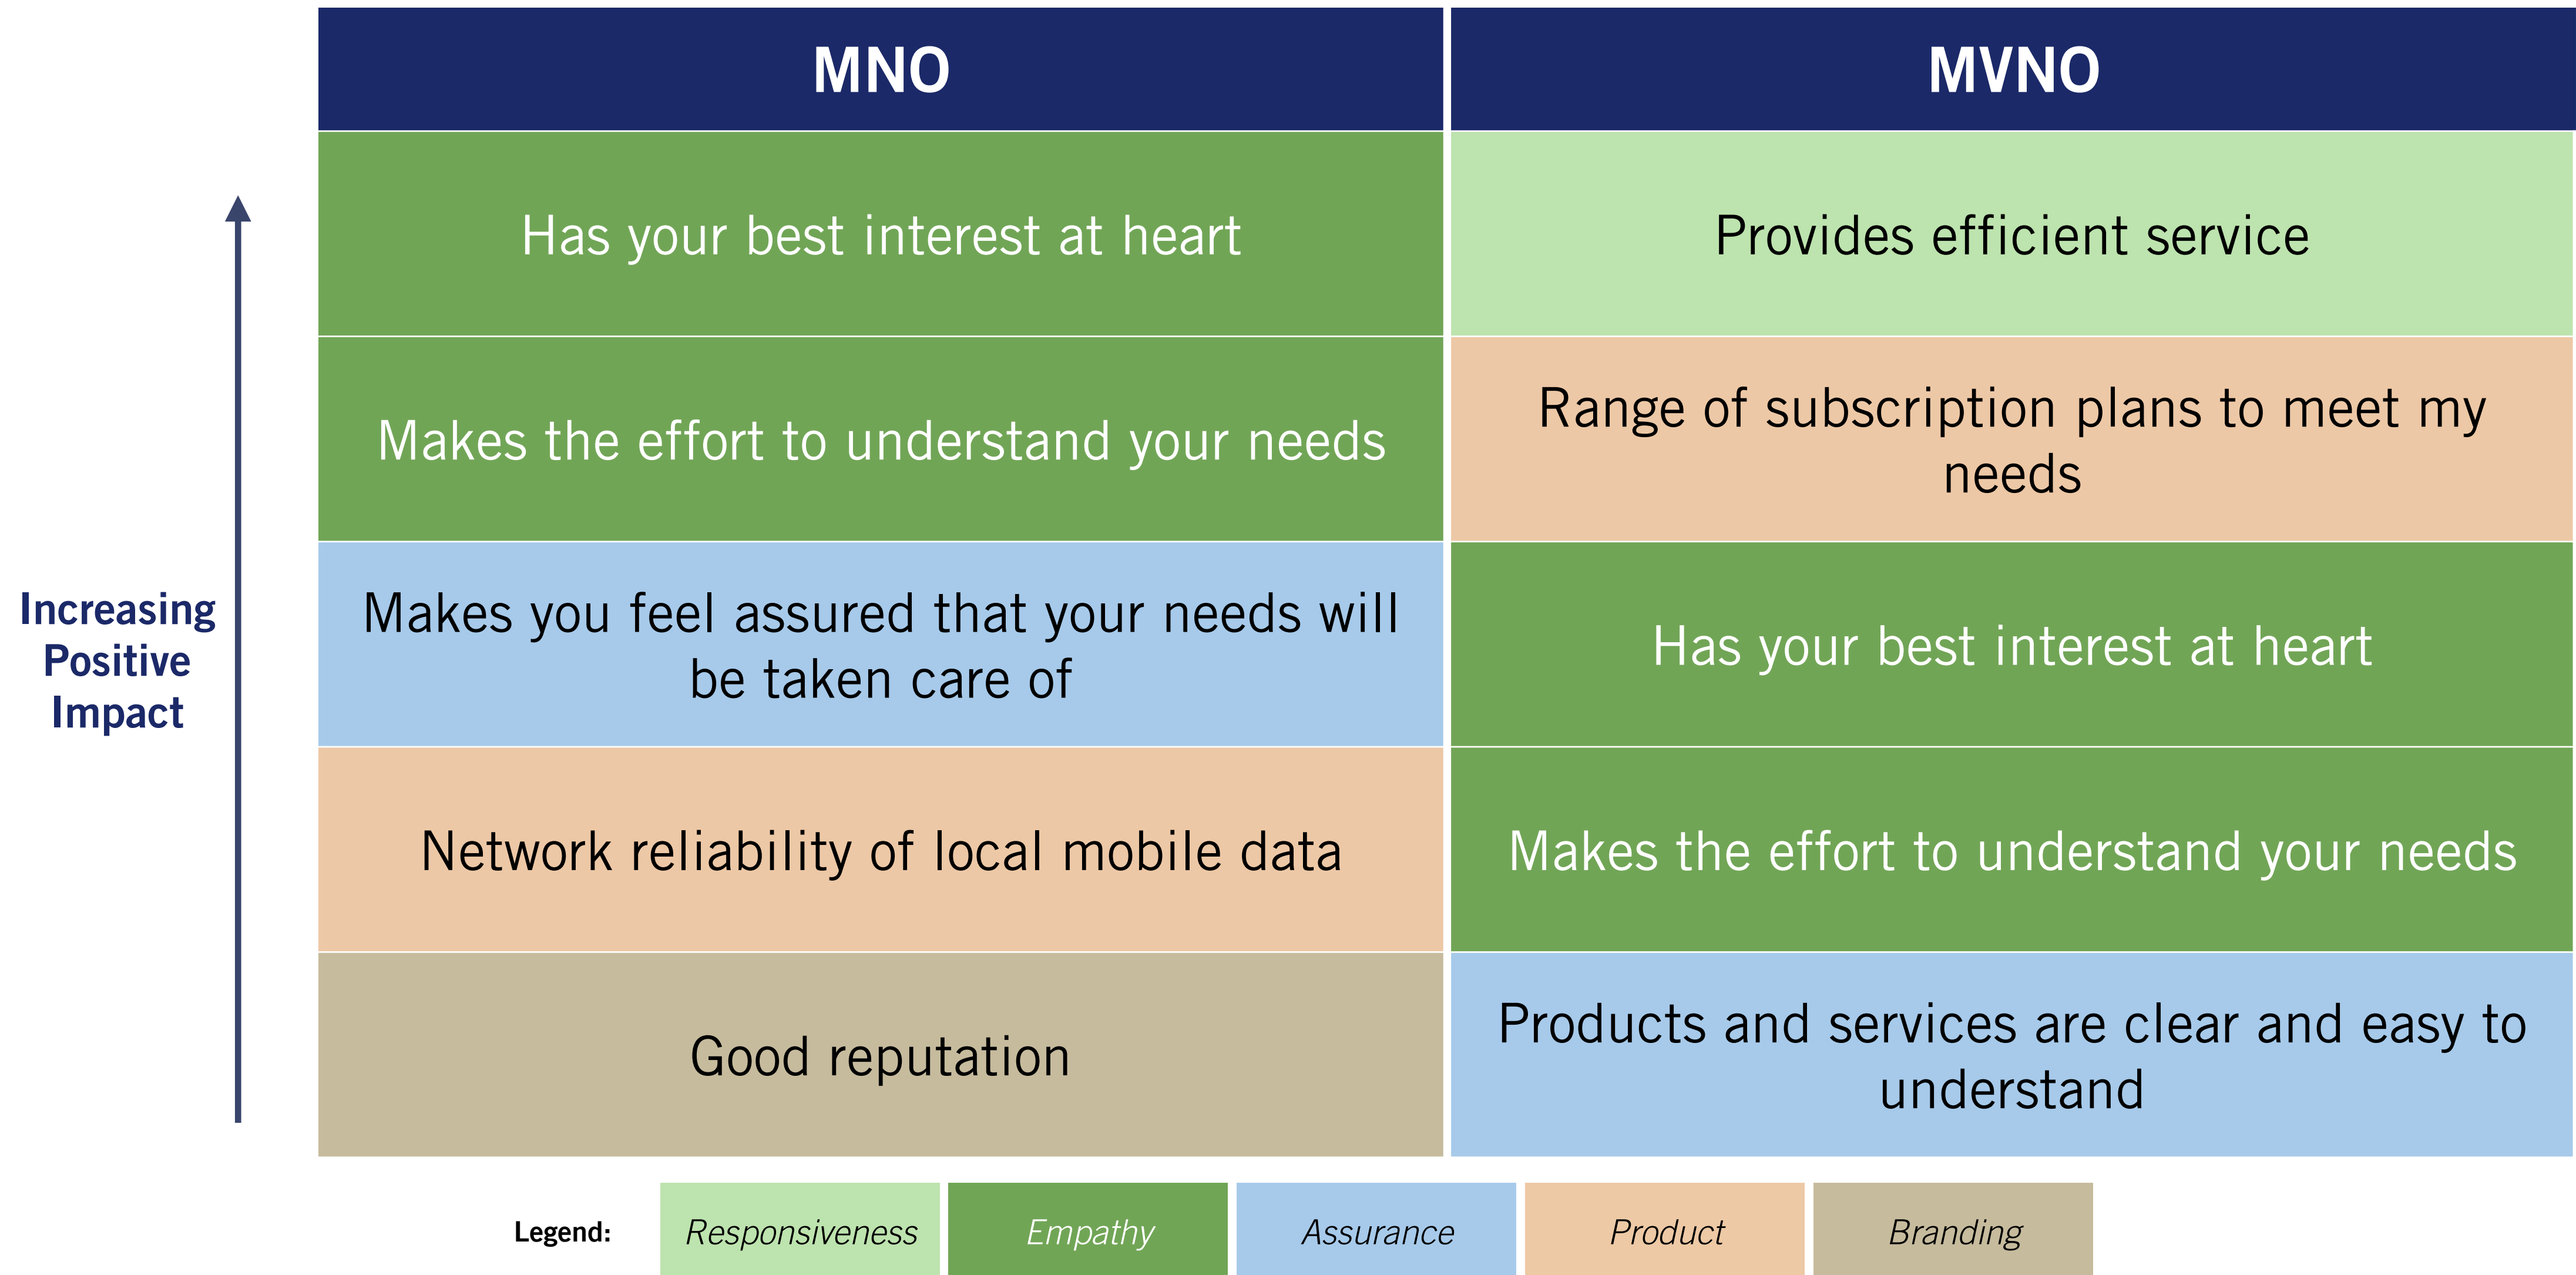 MNO
MVNO
Has your best interest at heart
Provides efficient service
Makes the effort to understand your needs
Range of subscription plans to meet my
needs
Increasing
Positive
Impact
Makes you feel assured that your needs will
be taken care of
Has your best interest at heart
Network reliability of local mobile data
Makes the effort to understand your needs
Good reputation
Products and services are clear and easy to
understand
Legend:
Responsiveness
Empathy
Assurance
Product
Branding